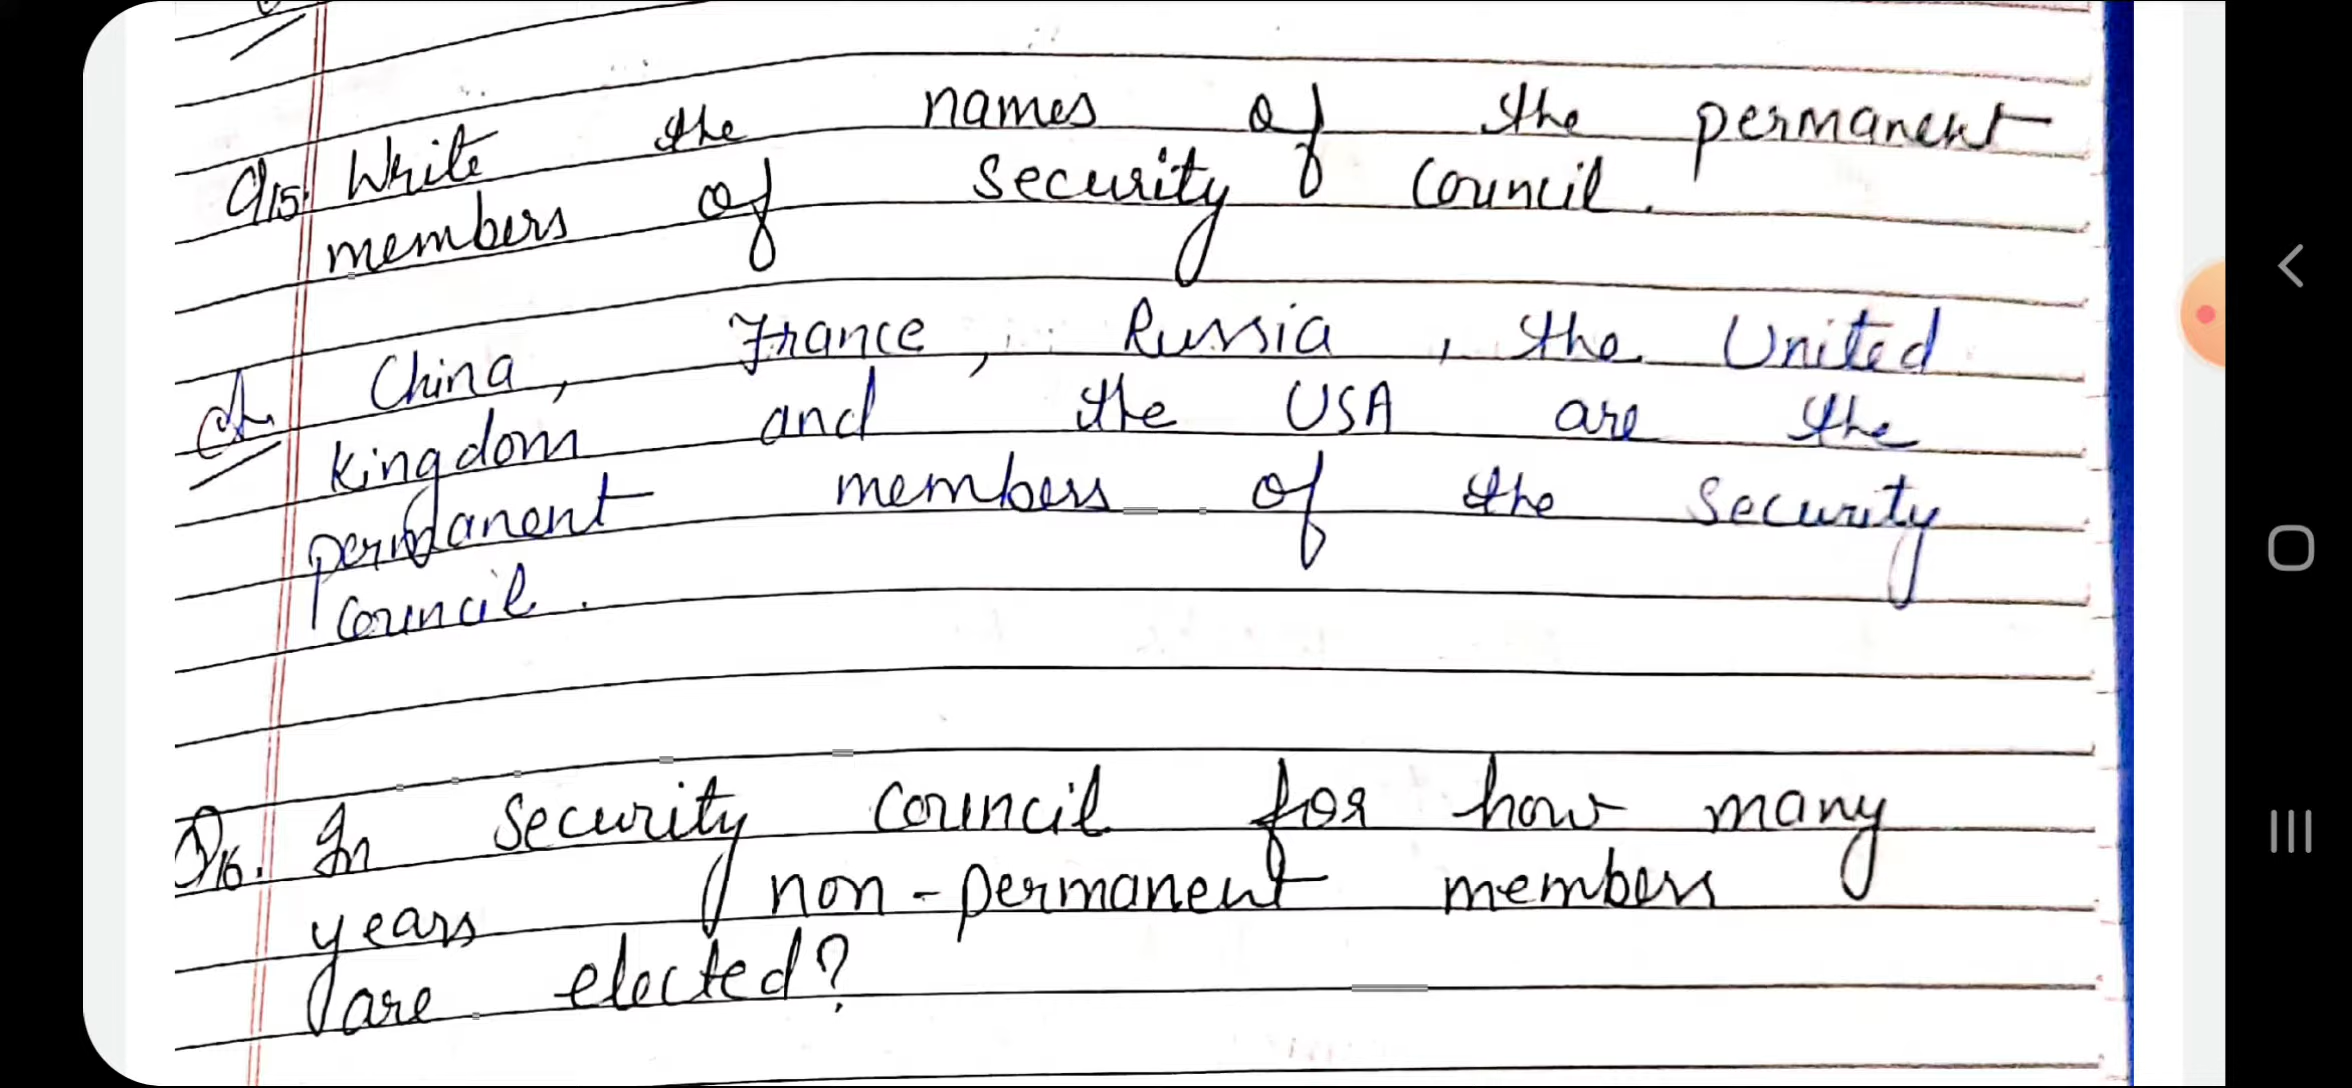 Q15. Write the names of the permanent
members of security council.
A China, France, Russia, the United
kingdom and the USA are the
permanent members of the security
council.
Q16. In security council for how many
years non-permanent members
are elected?